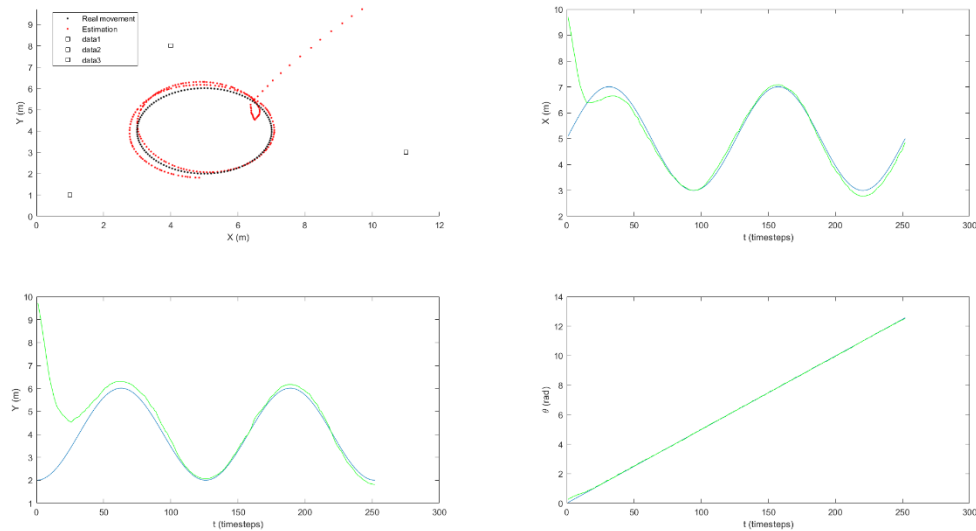 Real movement
Estimation
data1
data2
data3
9
8
7
6
5
4
3
2
1
0
Y (m)
0 2 4 6 8 10 12
X (m)
10
9
8
7
6
5
4
3
2
X (m)
0 50 100 150 200 250 300
t (timesteps)
10
9
8
7
6
5
4
3
2
1
Y (m)
0 50 100 150 200 250 300
t (timesteps)
14
12
10
8
6
4
2
0
θ (rad)
0 50 100 150 200 250 300
t (timesteps)